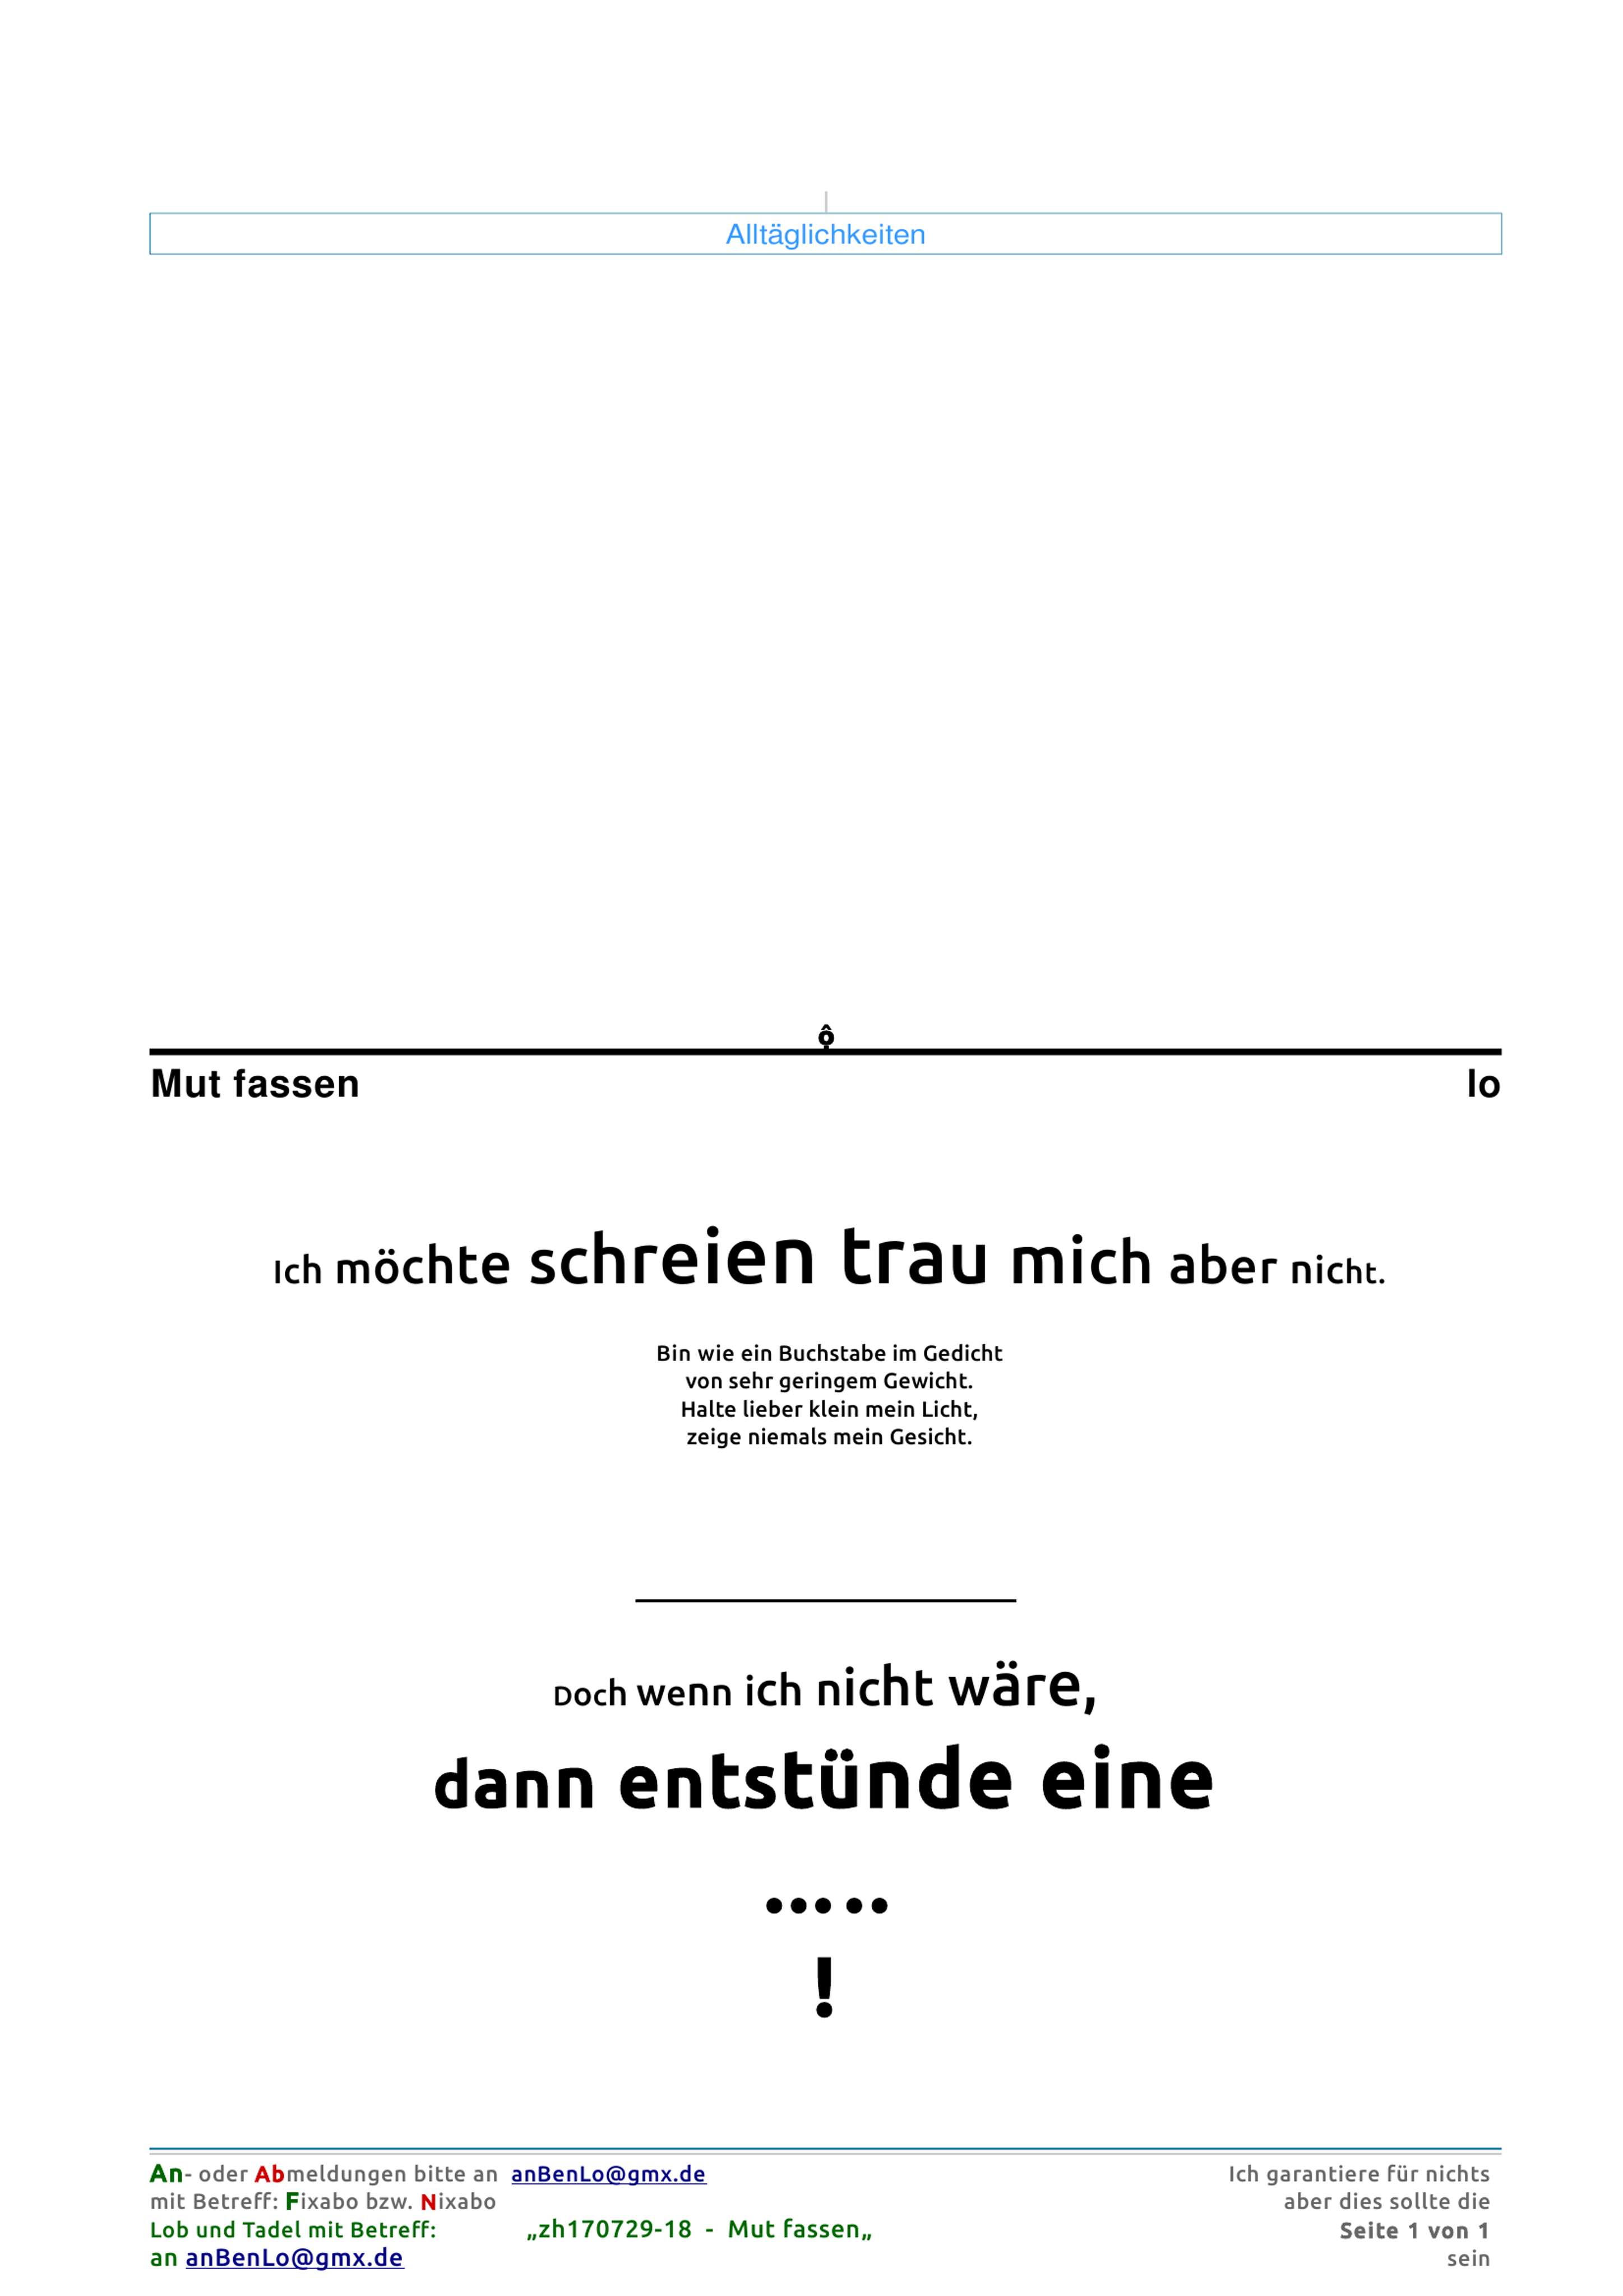 Alltäglichkeiten
ộ
Mut fassen lo
Ich möchte schreien trau mich aber nicht.
Bin wie ein Buchstabe im Gedicht
von sehr geringem Gewicht.
Halte lieber klein mein Licht,
zeige niemals mein Gesicht.
Doch wenn ich nicht wäre,
dann entstünde eine
•••••
!
An- oder Abmeldungen bitte an anBenLo@gmx.de Ich garantiere für nichts
mit Betreff: Fixabo bzw. Nixabo aber dies sollte die
Lob und Tadel mit Betreff: „zh170729-18 - Mut fassen„ Seite 1 von 1
an anBenLo@gmx.de sein